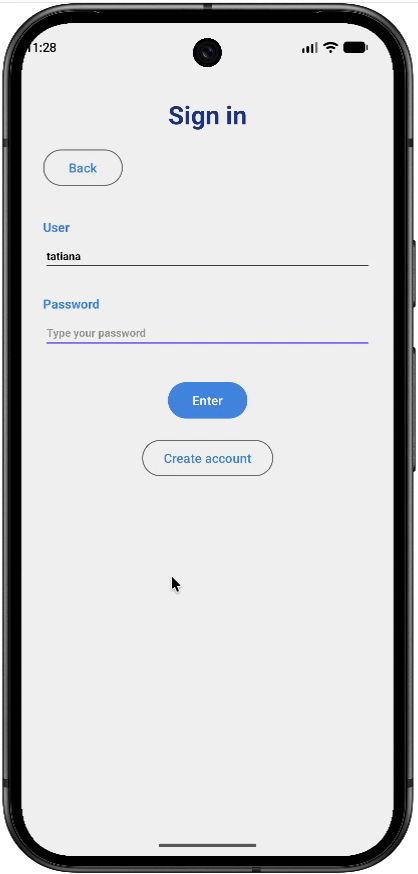 11:28
Sign in
Back
User
tatiana
Password
Type your password
Enter
Create account